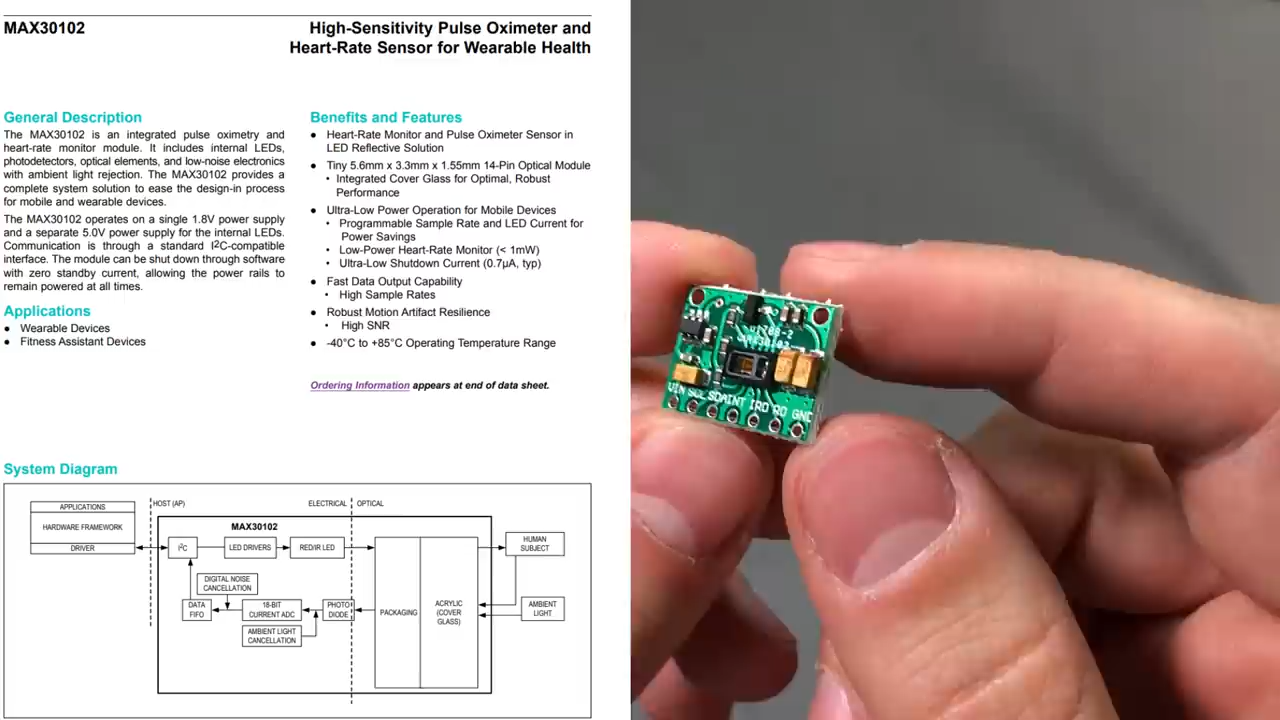 MAX30102
High-Sensitivity Pulse Oximeter and
Heart-Rate Sensor for Wearable Health
General Description
The MAX30102 is an integrated pulse oximetry and
heart-rate monitor module. It includes internal LEDs,
photodetectors, optical elements, and low-noise electronics
with ambient light rejection. The MAX30102 provides a
complete system solution to ease the design-in process
for mobile and wearable devices.
The MAX30102 operates on a single 1.8V power supply
and a separate 5.0V power supply for the internal LEDs.
Communication is through a standard I2C-compatible
interface. The module can be shut down through software
with zero standby current, allowing the power rails to
remain powered at all times.
Applications
● Wearable Devices
● Fitness Assistant Devices
Benefits and Features
● Heart-Rate Monitor and Pulse Oximeter Sensor in
LED Reflective Solution
● Tiny 5.6mm x 3.3mm x 1.55mm 14-Pin Optical Module
• Integrated Cover Glass for Optimal, Robust
Performance
● Ultra-Low Power Operation for Mobile Devices
• Programmable Sample Rate and LED Current for
Power Savings
• Low-Power Heart-Rate Monitor (< 1mW)
• Ultra-Low Shutdown Current (0.7µA, typ)
● Fast Data Output Capability
• High Sample Rates
● Robust Motion Artifact Resilience
• High SNR
● -40°C to +85°C Operating Temperature Range
Ordering Information appears at end of data sheet.
System Diagram
APPLICATIONS
HARDWARE FRAMEWORK
DRIVER
HOST (AP)
ELECTRICAL
OPTICAL
MAX30102
I2C
LED DRIVERS
RED/IR LED
DIGITAL NOISE
CANCELLATION
DATA
FIFO
18-BIT
CURRENT ADC
PHOTO
DIODE
AMBIENT LIGHT
CANCELLATION
PACKAGING
ACRYLIC
(COVER
GLASS)
HUMAN
SUBJECT
AMBIENT
LIGHT
VIN SCL SDA INT IRD RD GND